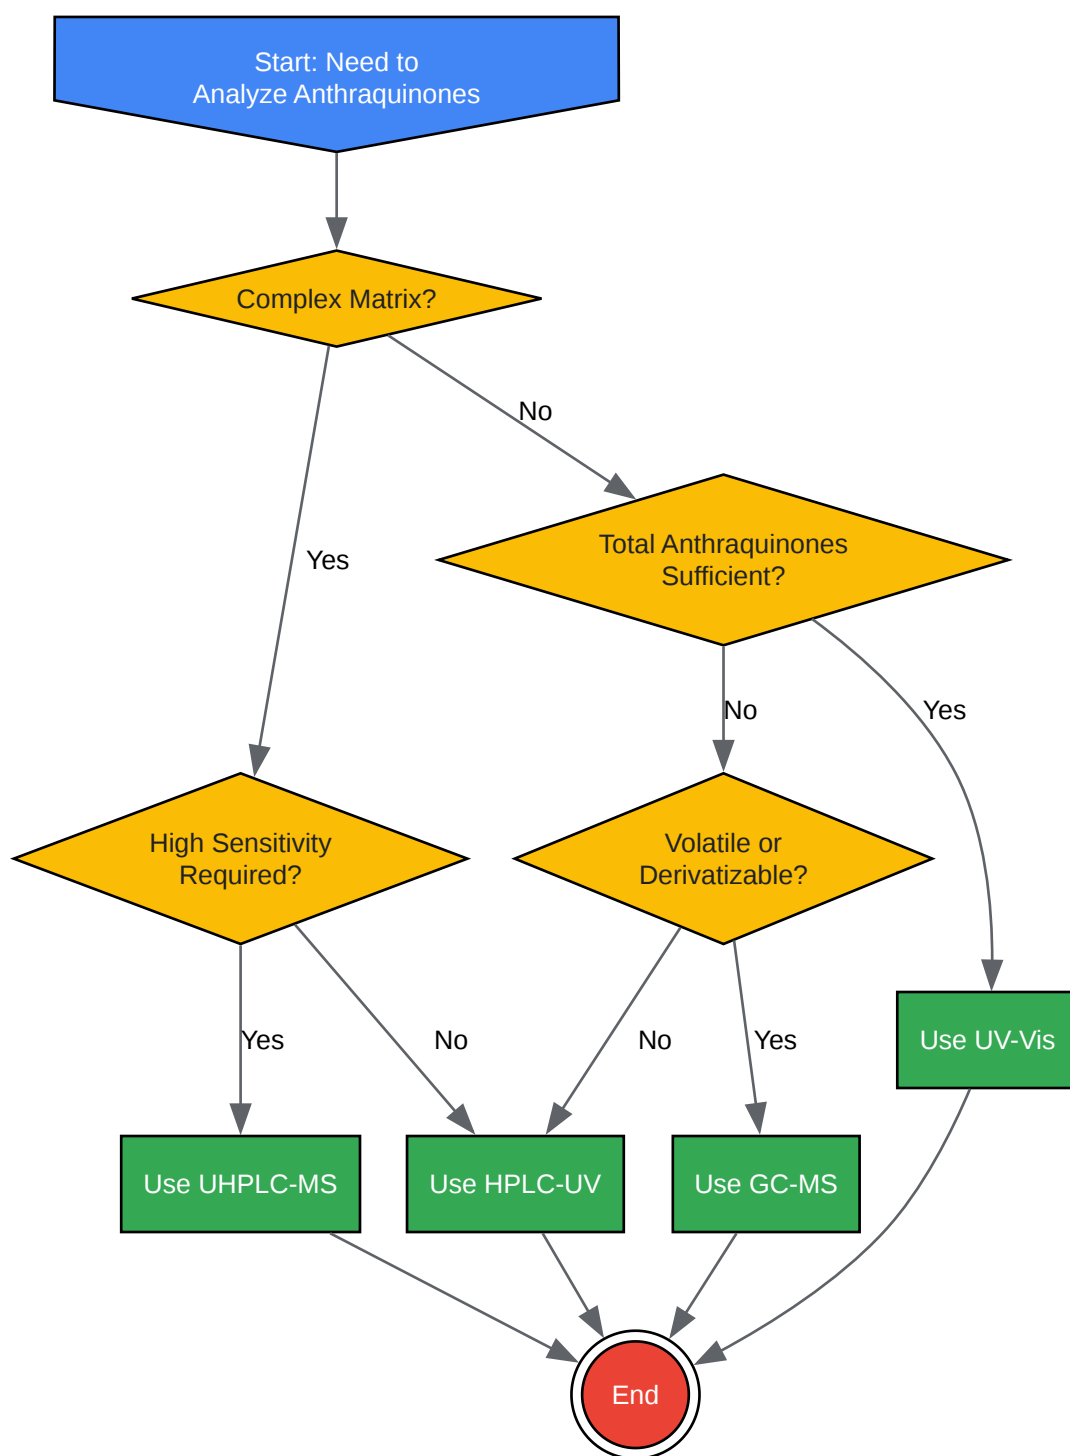 Start: Need to
Analyze Anthraquinones
Complex Matrix?
No
Yes
Total Anthraquinones
Sufficient?
No
Yes
High Sensitivity
Required?
Volatile or
Derivatizable?
Yes
No
No
Yes
Use UV-Vis
Use UHPLC-MS
Use HPLC-UV
Use GC-MS
End